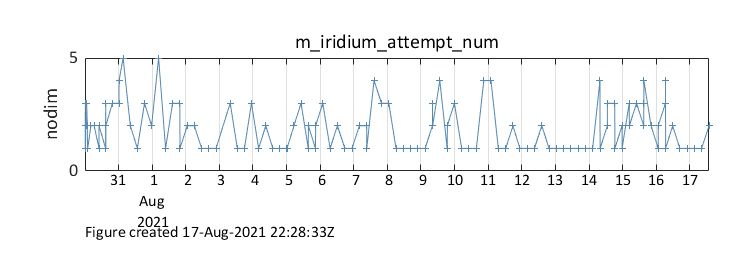 m_iridium_attempt_num
5
nodim
0
31 1 2 3 4 5 6 7 8 9 10 11 12 13 14 15 16 17
Aug
2021
Figure created 17-Aug-2021 22:28:33Z